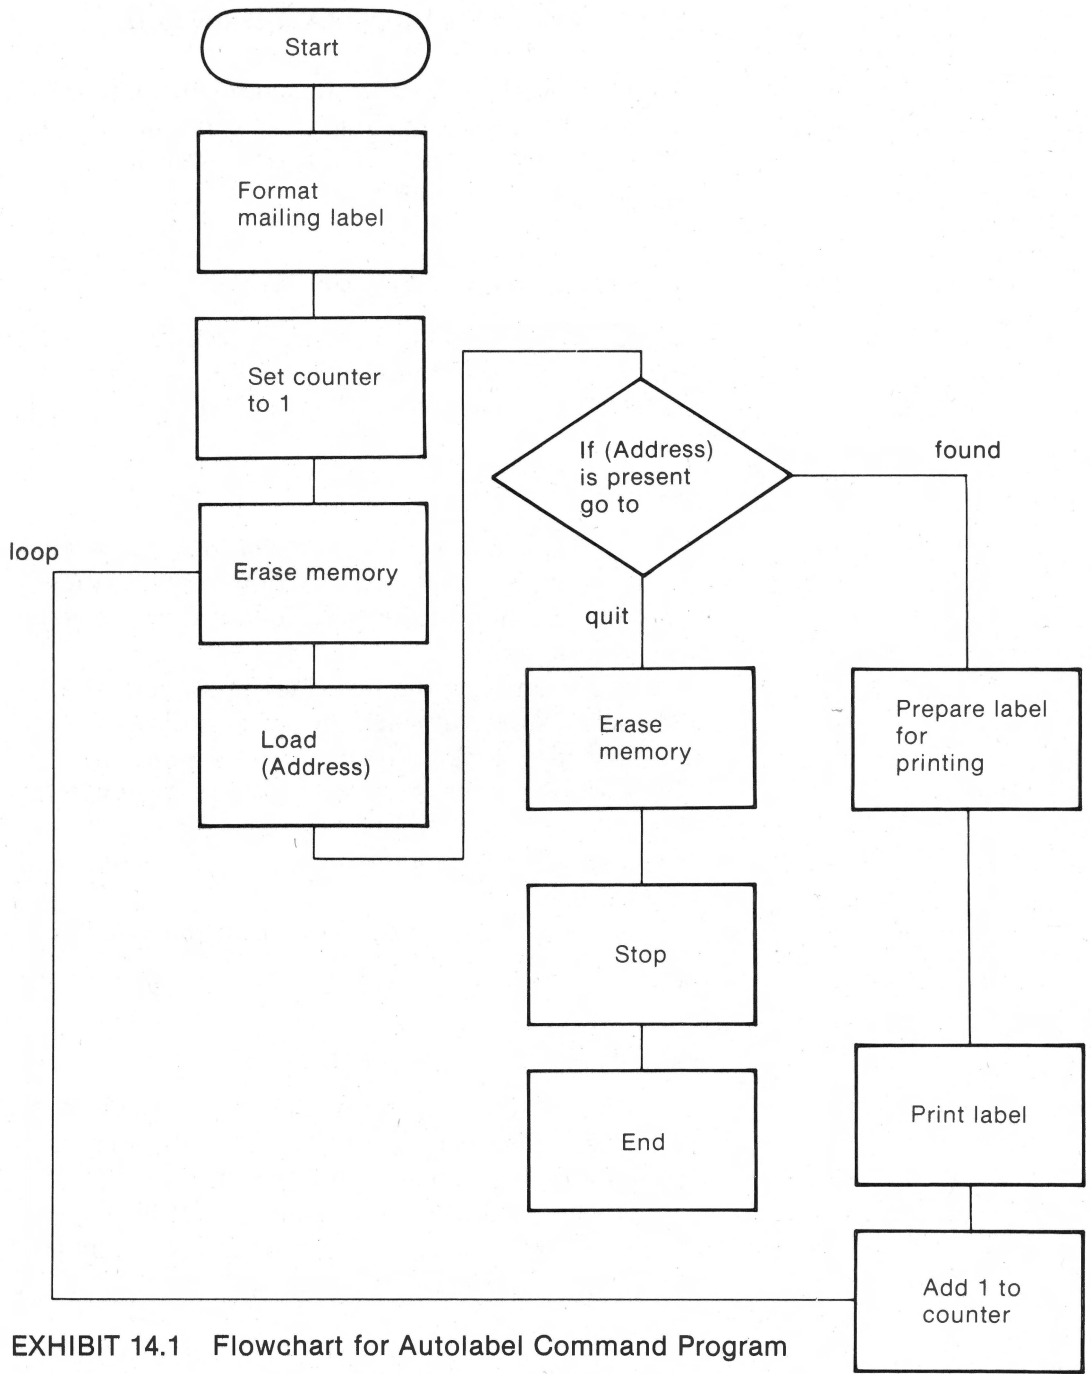 Start
Format
mailing label
Set counter
to 1
loop
Erase memory
Load
(Address)
If (Address)
is present
go to
found
quit
Erase
memory
Prepare label
for
printing
Stop
Print label
End
Add 1 to
counter
EXHIBIT 14.1 Flowchart for Autolabel Command Program